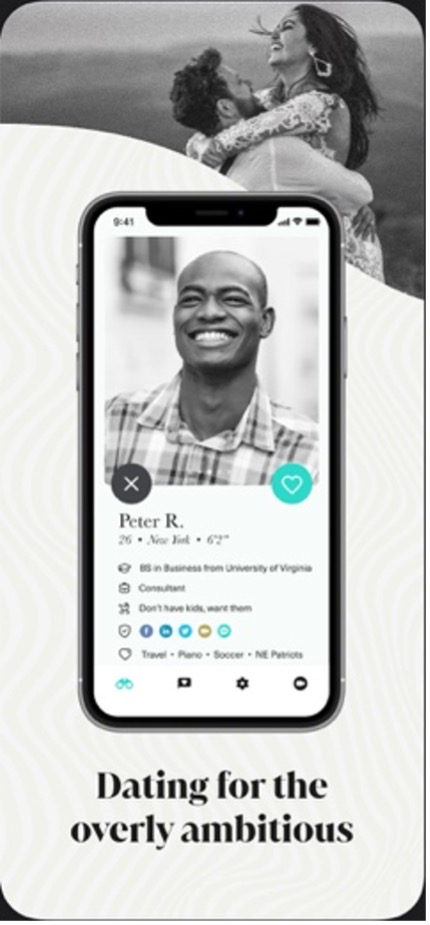 9:41
Peter R.
26 • New York • 6'2"
BS in Business from University of Virginia
Consultant
Don't have kids, want them
Travel • Piano • Soccer • NE Patriots
Dating for the
overly ambitious